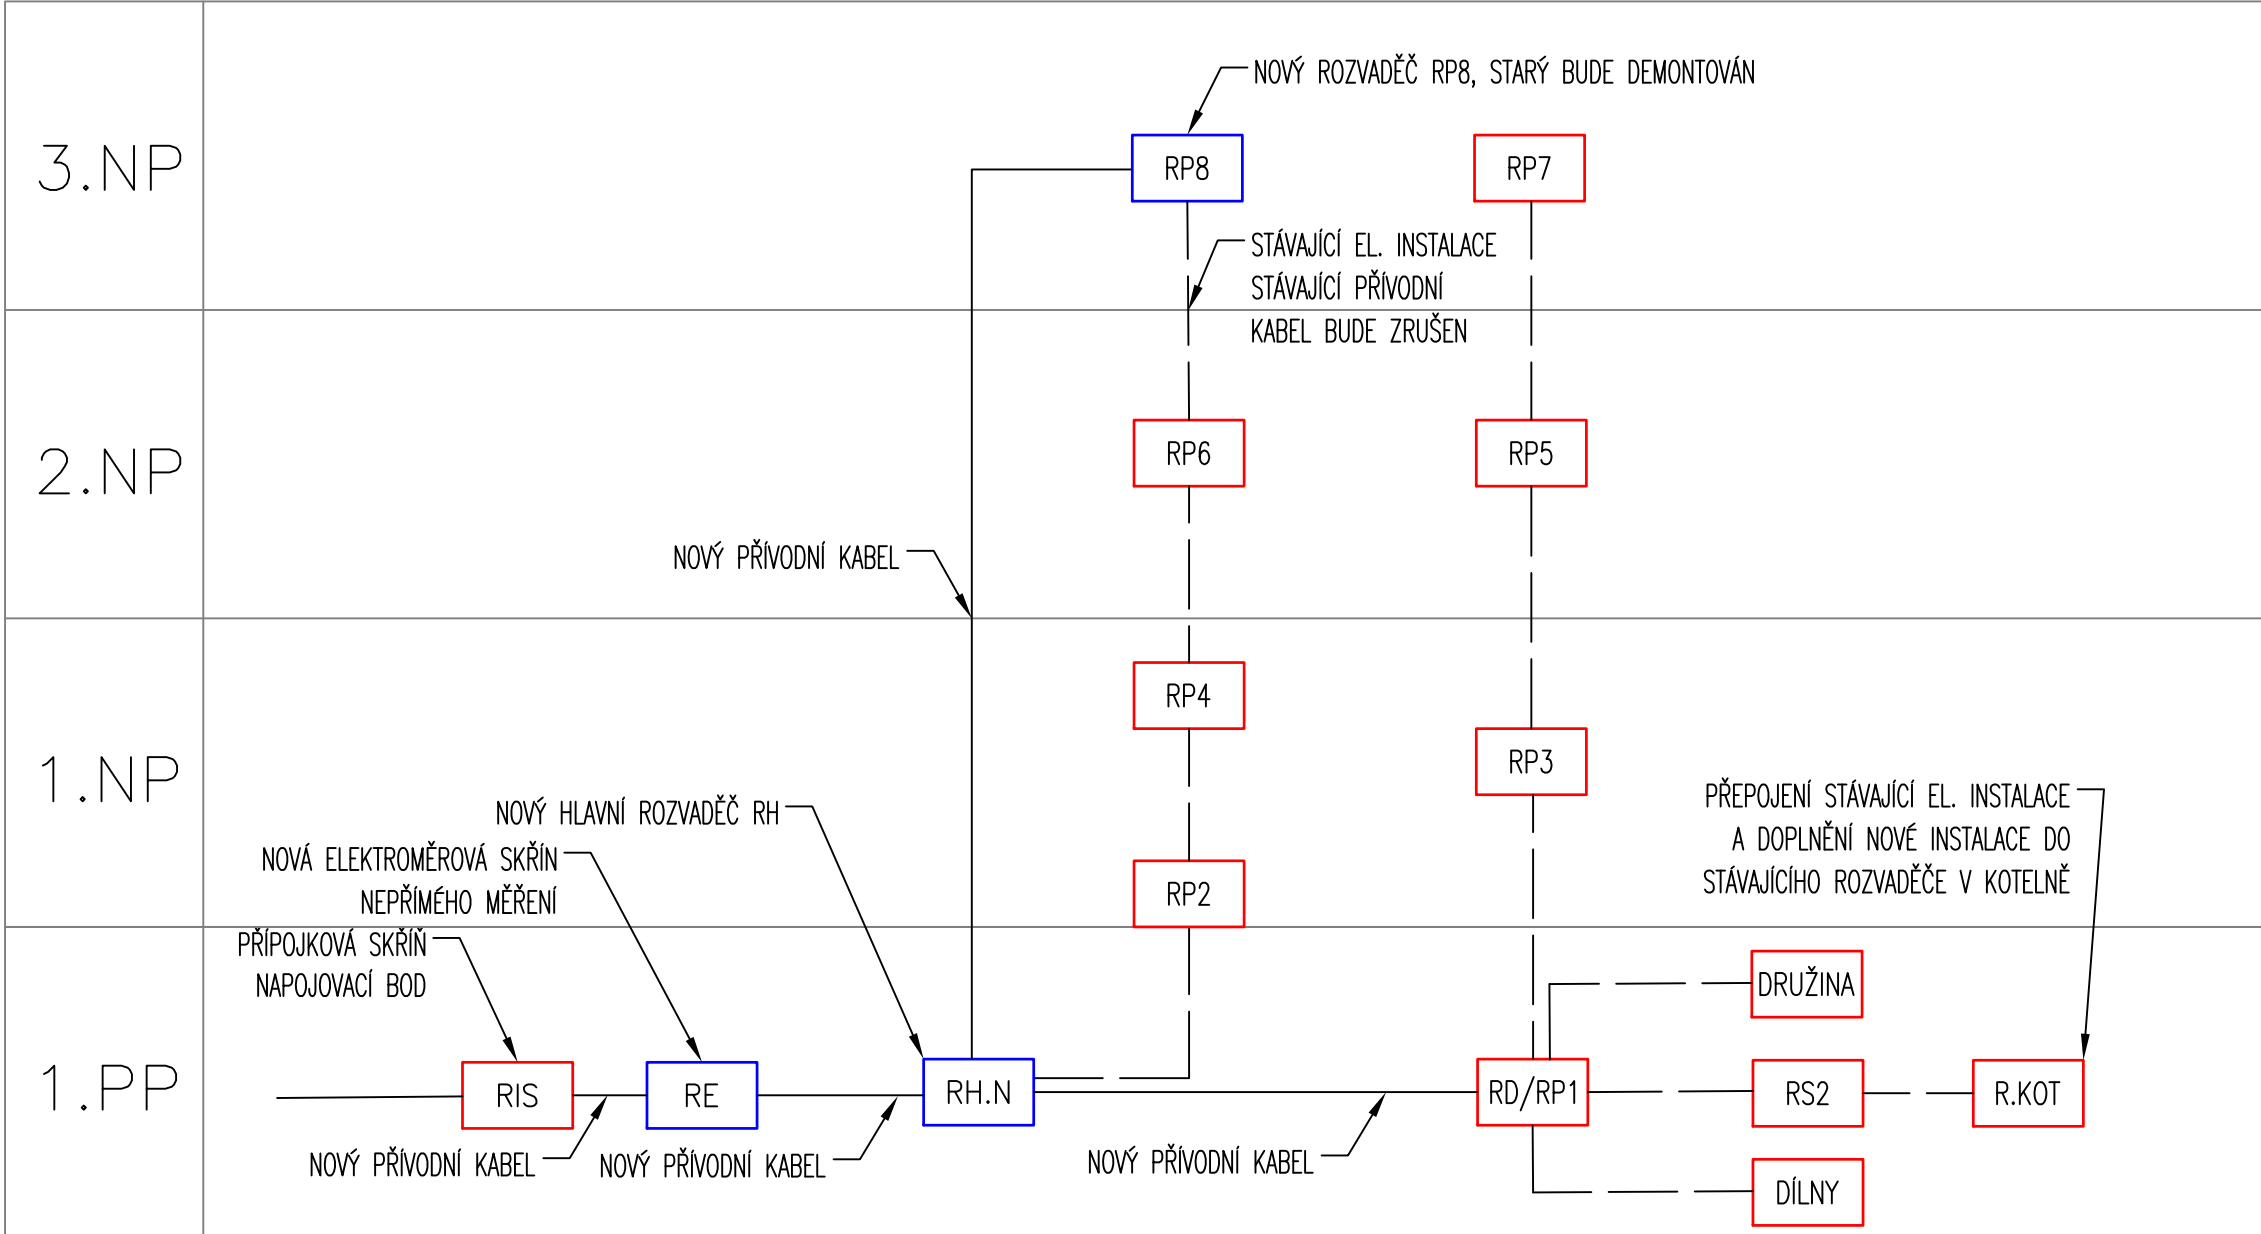 3.NP
NOVÝ ROZVADĚČ RP8, STARÝ BUDE DEMONTOVÁN
RP8
RP7
STÁVAJÍCÍ EL. INSTALACE
STÁVAJÍCÍ PŘÍVODNÍ
KABEL BUDE ZRUŠEN
2.NP
RP6
RP5
NOVÝ PŘÍVODNÍ KABEL
1.NP
RP4
RP3
NOVÝ HLAVNÍ ROZVADĚČ RH
PŘEPOJENÍ STÁVAJÍCÍ EL. INSTALACE
A DOPLNĚNÍ NOVÉ INSTALACE DO
STÁVAJÍCÍHO ROZVADĚČE V KOTELNĚ
NOVÁ ELEKTROMĚROVÁ SKŘÍN
NEPŘÍMÉHO MĚŘENÍ
RP2
1.PP
PŘÍPOJKOVÁ SKŘÍŇ
NAPOJOVACÍ BOD
DRUŽINA
RIS
RE
RH.N
RD/RP1
RS2
R.KOT
NOVÝ PŘÍVODNÍ KABEL
NOVÝ PŘÍVODNÍ KABEL
NOVÝ PŘÍVODNÍ KABEL
DÍLNY